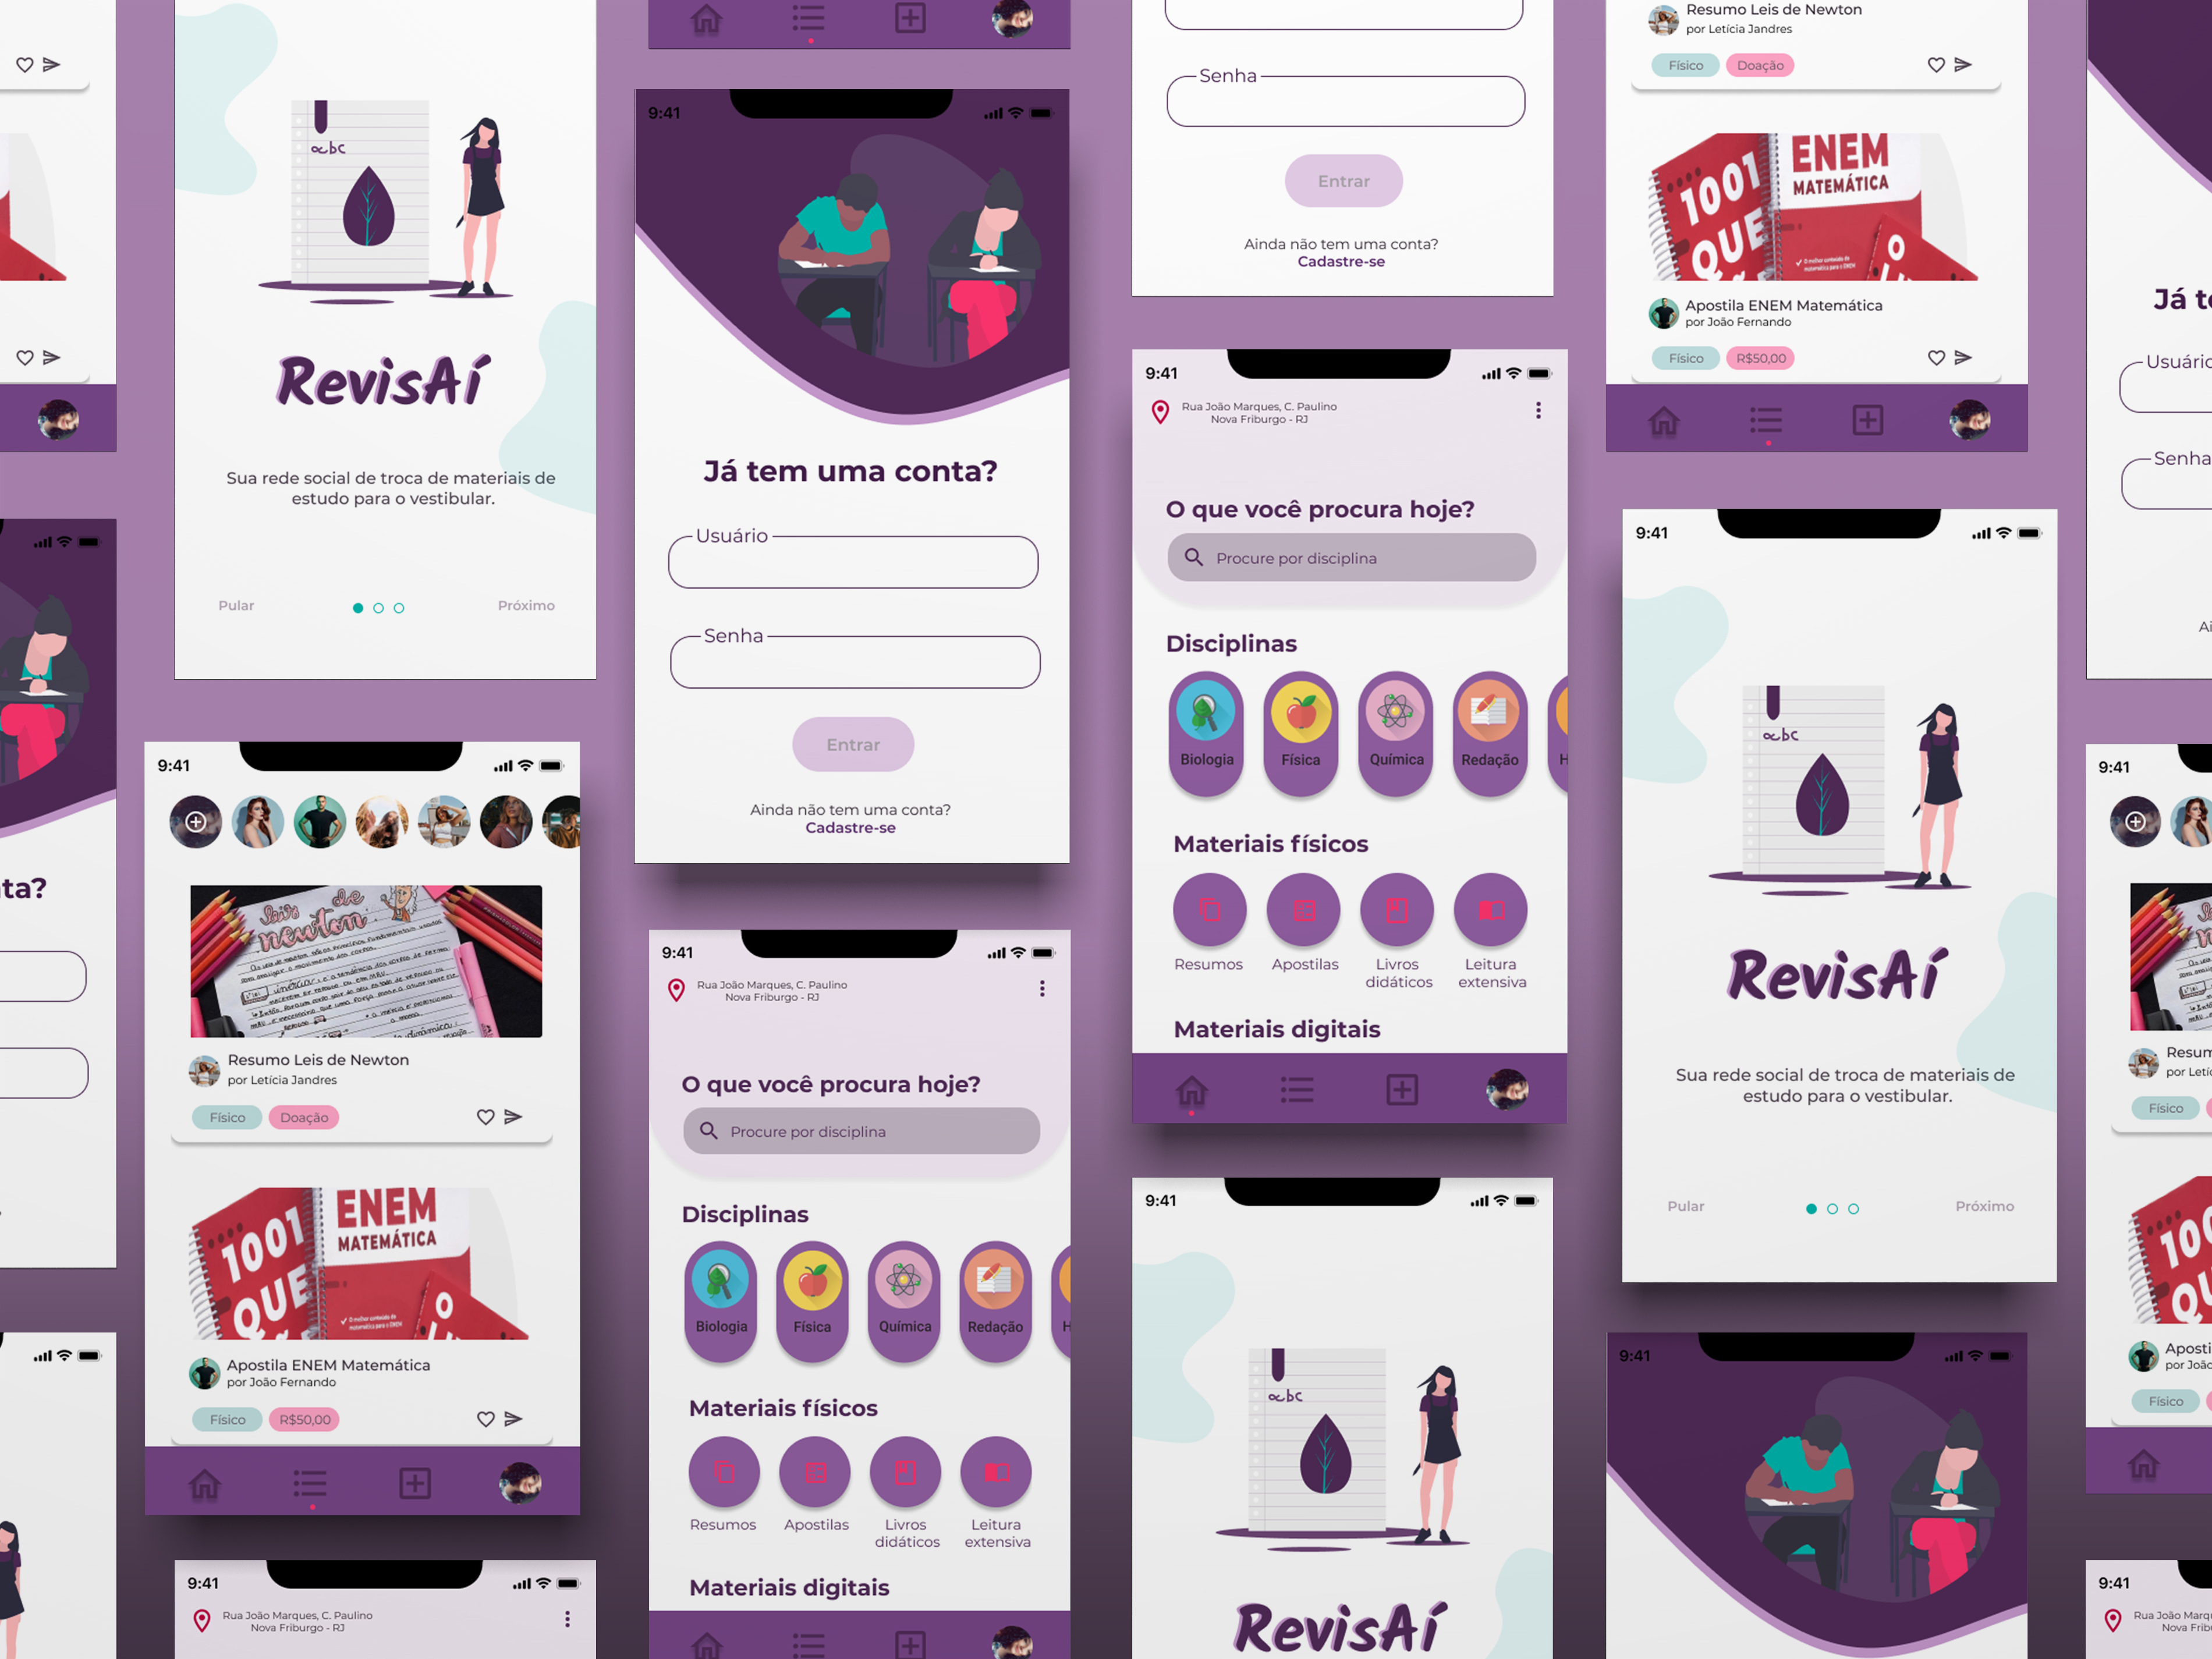 abc
RevisAí
Sua rede social de troca de materiais de
estudo para o vestibular.
Pular
Próximo
9:41
Resumo Leis de Newton
por Letícia Jandres
Físico
Doação
1001
QUE
ENEM
MATEMÁTICA
Apostila ENEM Matemática
por João Fernando
Físico
R$50,00
9:41
Rua João Marques, C. Paulino
Nova Friburgo - RJ
9:41
Já tem uma conta?
Usuário
Senha
Entrar
Ainda não tem uma conta?
Cadastre-se
9:41
Rua João Marques, C. Paulino
Nova Friburgo - RJ
O que você procura hoje?
Procure por disciplina
Disciplinas
Biologia
Física
Química
Redação
H
Materiais físicos
Resumos
Apostilas
Livros
didáticos
Leitura
extensiva
Materiais digitais
Senha
Entrar
Ainda não tem uma conta?
Cadastre-se
9:41
Rua João Marques, C. Paulino
Nova Friburgo - RJ
O que você procura hoje?
Procure por disciplina
Disciplinas
Biologia
Física
Química
Redação
H
Materiais físicos
Resumos
Apostilas
Livros
didáticos
Leitura
extensiva
Materiais digitais
9:41
abc
RevisAí
Resumo Leis de Newton
por Letícia Jandres
Físico
Doação
1001
QUE
ENEM
MATEMÁTICA
Apostila ENEM Matemática
por João Fernando
Físico
R$50,00
9:41
abc
RevisAí
Sua rede social de troca de materiais de
estudo para o vestibular.
Pular
Próximo
9:41
Já t
Usuário
Senha
Ai
9:41
Resum
por Letí
Físico
100
QU
Aposti
por João
Físico
9:41
Rua João Marq
Nova Fribu
ta?